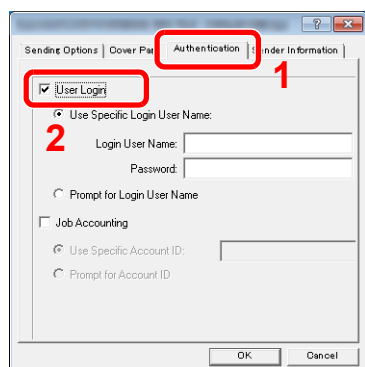 Sending Options
Cover Pa
Authentication
nder Information
1
User Login
2
Use Specific Login User Name:
Login User Name:
Password:
Prompt for Login User Name
Job Accounting
Use Specific Account ID:
Prompt for Account ID
OK
Cancel